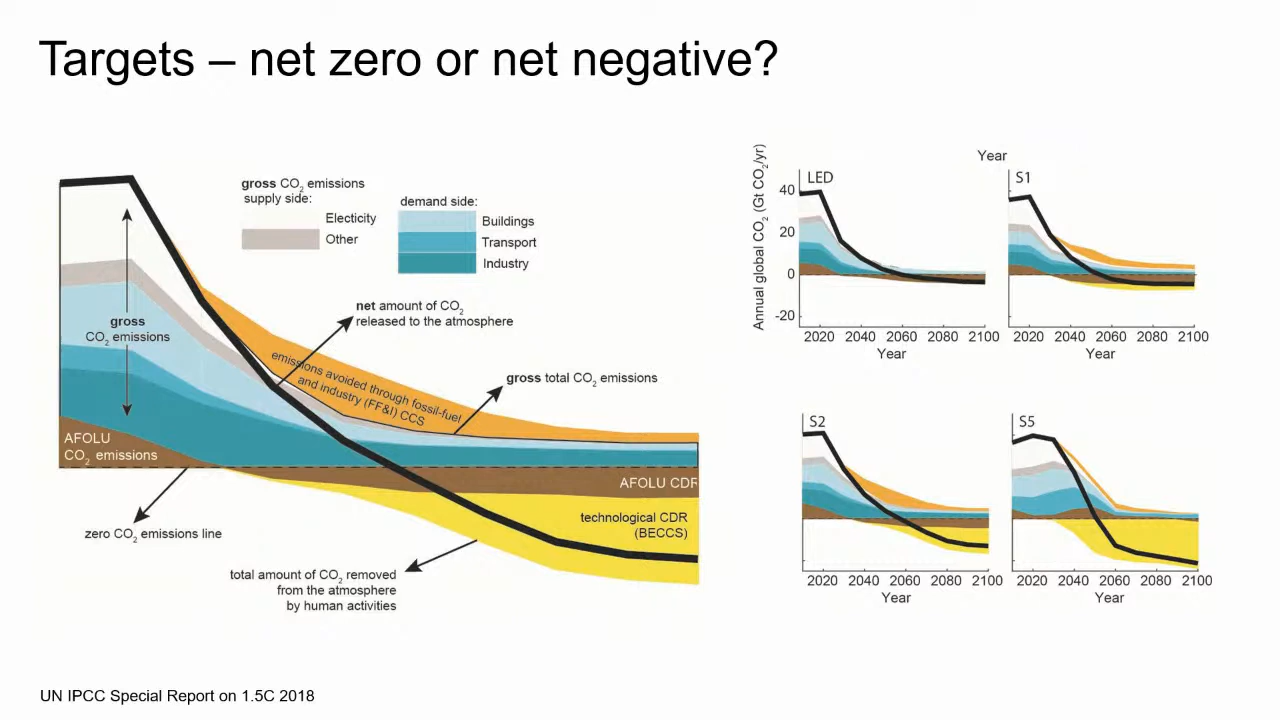 Targets – net zero or net negative?
gross CO2 emissions
supply side:
Electicity
Other
demand side:
Buildings
Transport
Industry
net amount of CO2
released to the atmosphere
gross
CO2 emissions
emissions avoided through fossil-fuel
and industry (FF&I) CCS
gross total CO2 emissions
AFOLU
CO2 emissions
AFOLU CDR
technological CDR
(BECCS)
zero CO2 emissions line
total amount of CO2 removed
from the atmosphere
by human activities
Year
Annual global CO2 (Gt CO2/yr)
LED
40
20
0
-20
2020 2040 2060 2080 2100
Year
S1
2020 2040 2060 2080 2100
Year
S2
2020 2040 2060 2080 2100
Year
S5
2020 2040 2060 2080 2100
Year
UN IPCC Special Report on 1.5C 2018